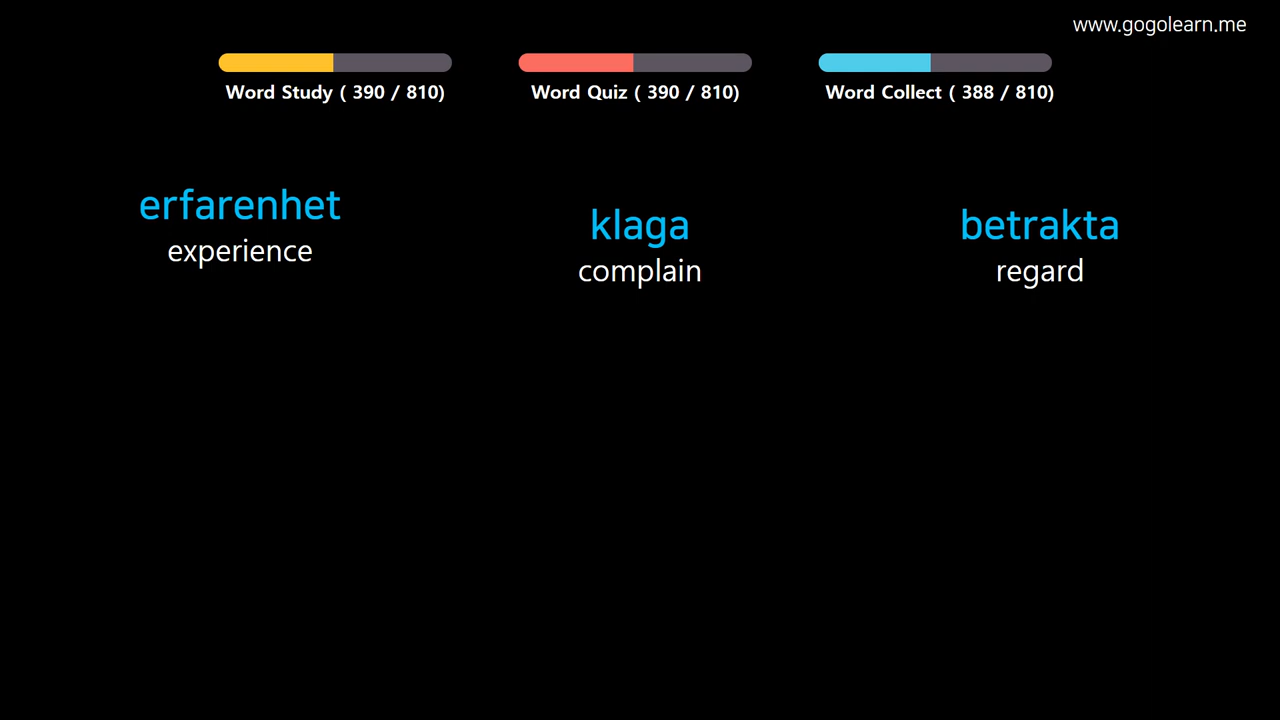 www.gogolearn.me
Word Study ( 390 / 810)
Word Quiz ( 390 / 810)
Word Collect ( 388 / 810)
erfarenhet
experience
klaga
complain
betrakta
regard